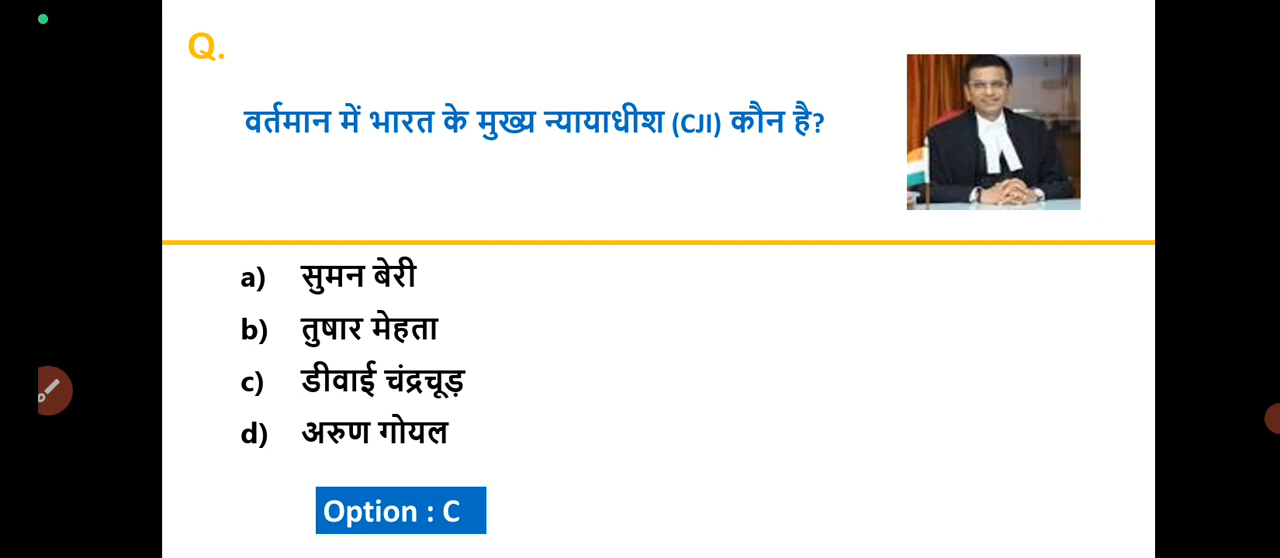 Q.
वर्तमान में भारत के मुख्य न्यायाधीश (CJI) कौन है?
a) सुमन बेरी
b) तुषार मेहता
c) डीवाई चंद्रचूड़
d) अरुण गोयल
Option : C